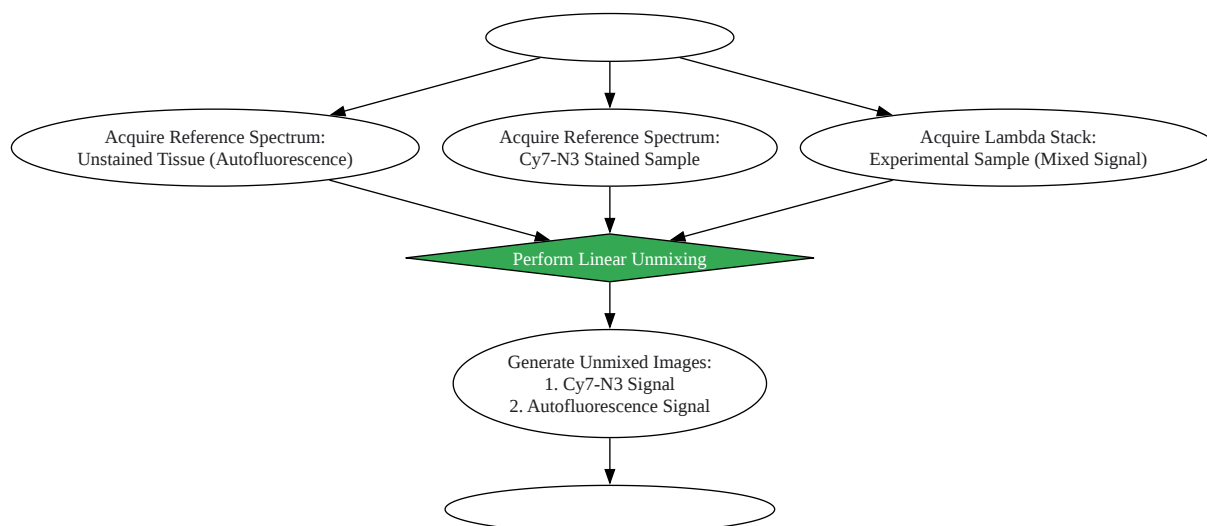 Acquire Reference Spectrum:
Unstained Tissue (Autofluorescence)
Acquire Reference Spectrum:
Cy7-N3 Stained Sample
Acquire Lambda Stack:
Experimental Sample (Mixed Signal)
Perform Linear Unmixing
Generate Unmixed Images:
1. Cy7-N3 Signal
2. Autofluorescence Signal